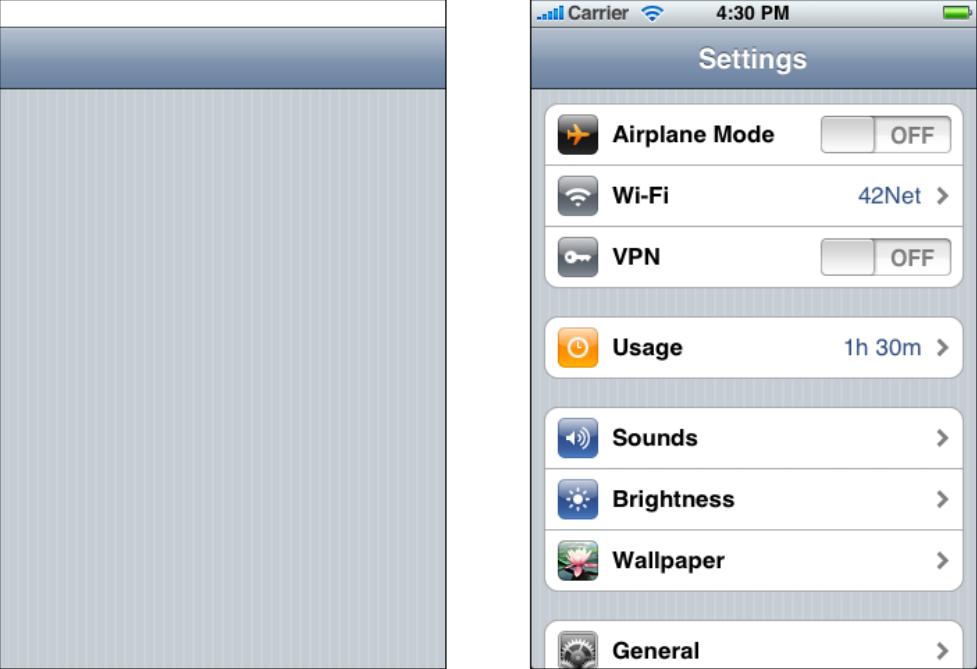 Carrier 4:30 PM
Settings
Airplane Mode OFF
Wi-Fi 42Net
VPN OFF
Usage 1h 30m
Sounds
Brightness
Wallpaper
General